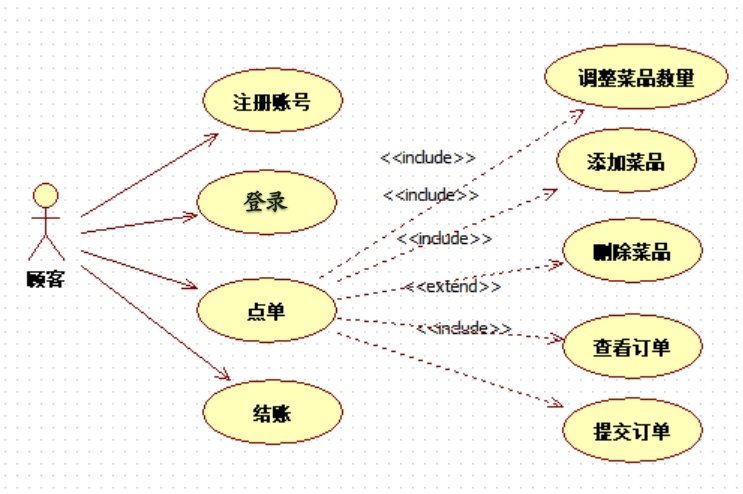 调整菜品数量
注册账号
<<include>>
添加菜品
<<include>>
登录
<<include>>
删除菜品
顾客
<<extend>>
点单
<<include>>
查看订单
结账
提交订单